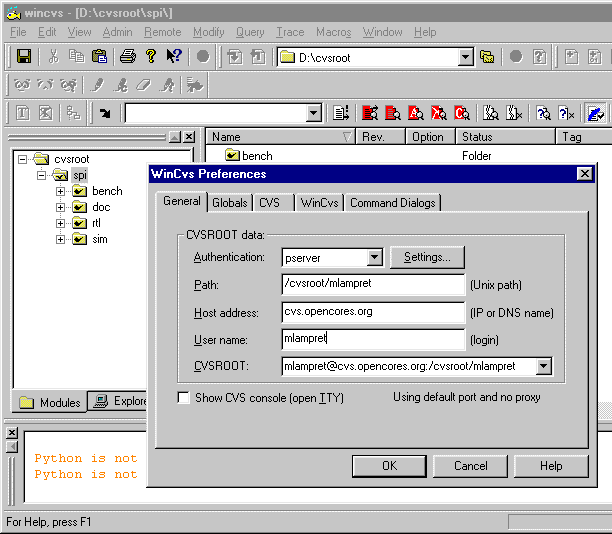 wincvs - [D:\cvsroot\spi\]
File Edit View Admin Remote Modify Query Trace Macros Window Help
D:\cvsroot
Name Rev. Option Status Tag
cvsroot
bench Folder
spi
bench
doc
rtl
sim
WinCvs Preferences
General Globals CVS WinCvs Command Dialogs
CVSROOT data:
Authentication: pserver Settings...
Path: /cvsroot/mlampret (Unix path)
Host address: cvs.opencores.org (IP or DNS name)
User name: mlampret (login)
CVSROOT: mlampret@cvs.opencores.org:/cvsroot/mlampret
Show CVS console (open TTY) Using default port and no proxy
Modules Explore
OK Cancel Help
Python is not
Python is not
For Help, press F1